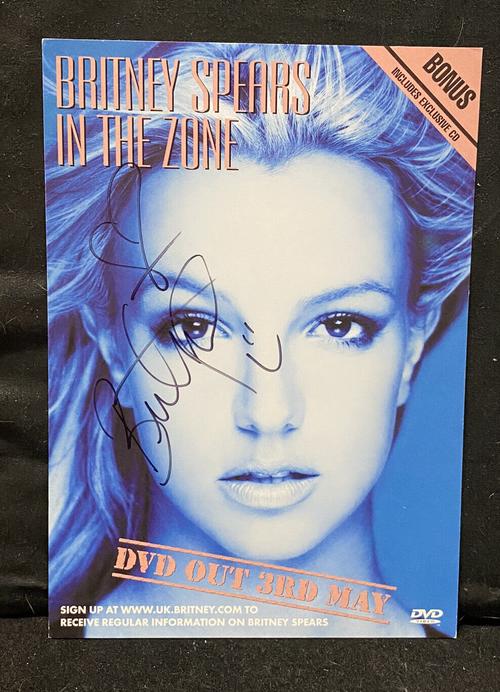 BRITNEY SPEARS
IN THE ZONE
BONUS
INCLUDES EXCLUSIVE CD
DVD OUT 3RD MAY
SIGN UP AT WWW.UK.BRITNEY.COM TO
RECEIVE REGULAR INFORMATION ON BRITNEY SPEARS
DVD
VIDEO